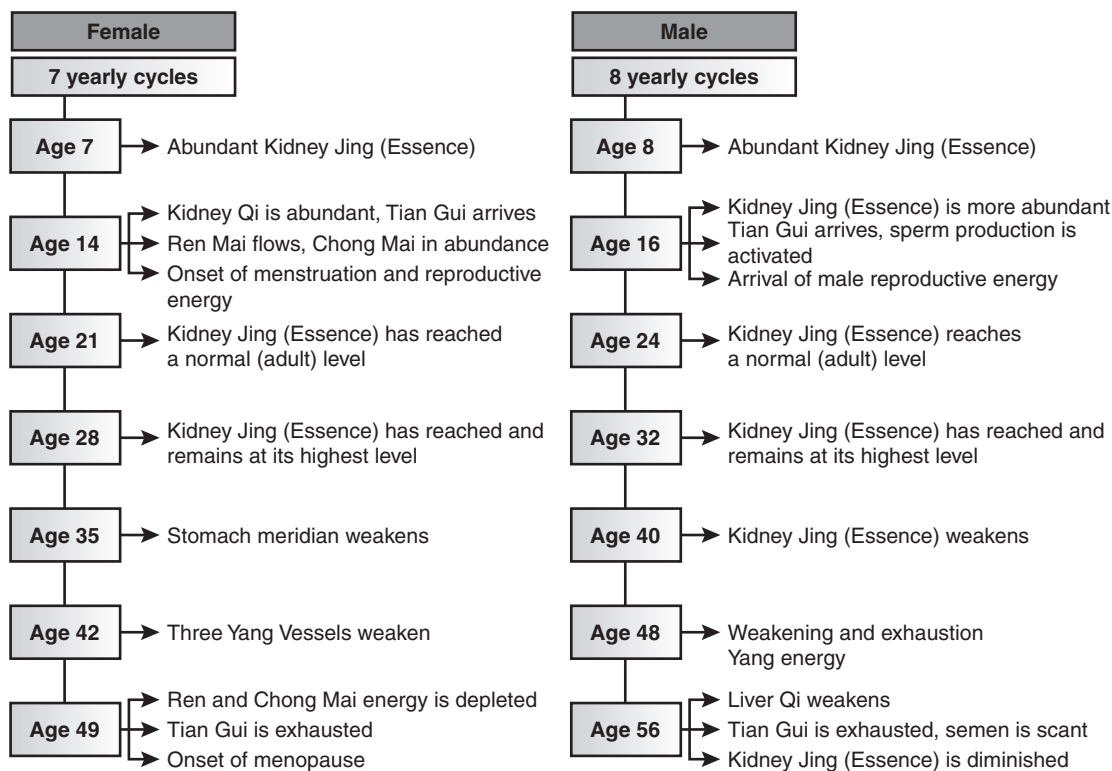 Female
7 yearly cycles
Age 7
Abundant Kidney Jing (Essence)
Age 14
Kidney Qi is abundant, Tian Gui arrives
Ren Mai flows, Chong Mai in abundance
Onset of menstruation and reproductive
energy
Age 21
Kidney Jing (Essence) has reached
a normal (adult) level
Age 28
Kidney Jing (Essence) has reached and
remains at its highest level
Age 35
Stomach meridian weakens
Age 42
Three Yang Vessels weaken
Age 49
Ren and Chong Mai energy is depleted
Tian Gui is exhausted
Onset of menopause
Male
8 yearly cycles
Age 8
Abundant Kidney Jing (Essence)
Age 16
Kidney Jing (Essence) is more abundant
Tian Gui arrives, sperm production is
activated
Arrival of male reproductive energy
Age 24
Kidney Jing (Essence) reaches
a normal (adult) level
Age 32
Kidney Jing (Essence) has reached and
remains at its highest level
Age 40
Kidney Jing (Essence) weakens
Age 48
Weakening and exhaustion
Yang energy
Age 56
Liver Qi weakens
Tian Gui is exhausted, semen is scant
Kidney Jing (Essence) is diminished